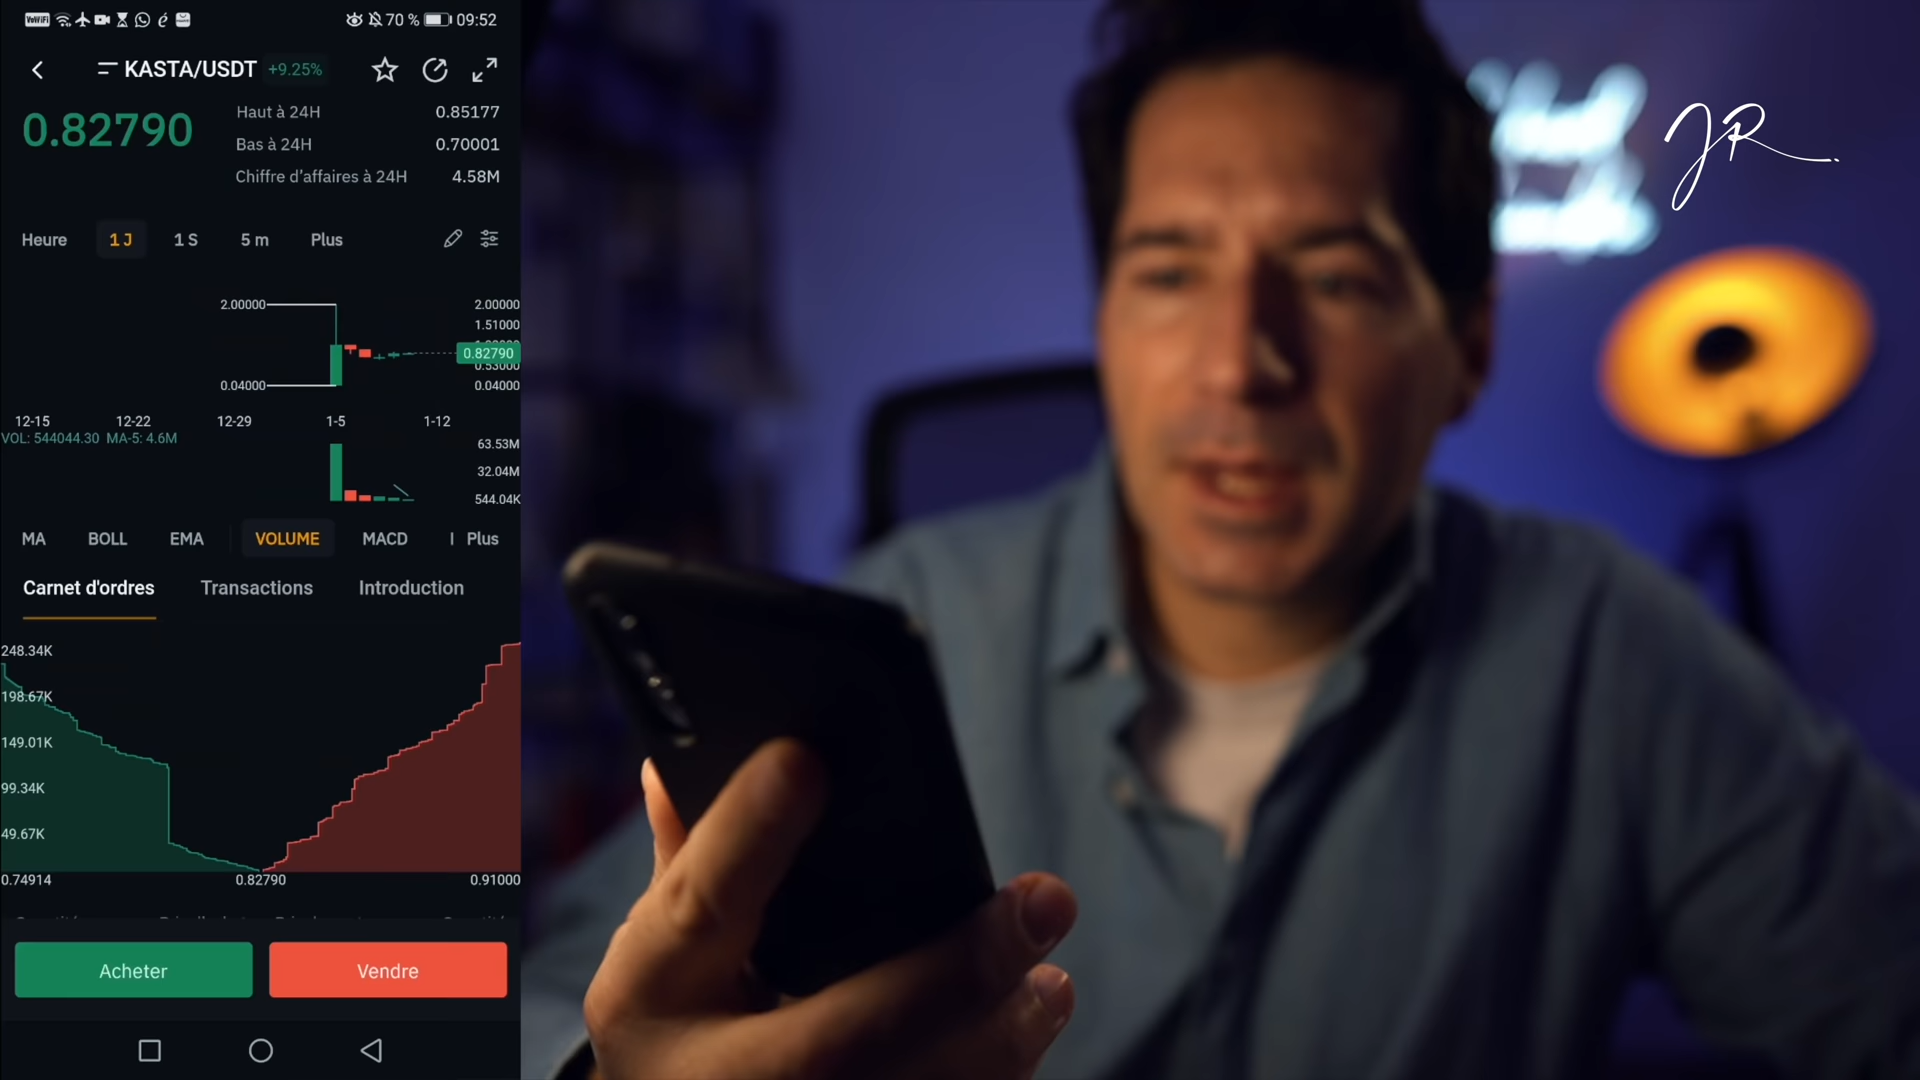 VoWiFi 70 % 09:52
KASTA/USDT +9.25%
0.82790
Haut à 24H 0.85177
Bas à 24H 0.70001
Chiffre d'affaires à 24H 4.58M
Heure 1 J 1 S 5 m Plus
2.00000 2.00000
1.51000
0.82790
0.53000
0.04000 0.04000
12-15 12-22 12-29 1-5 1-12
VOL: 544044.30 MA-5: 4.6M
63.53M
32.04M
544.04K
MA BOLL EMA VOLUME MACD Plus
Carnet d'ordres Transactions Introduction
248.34K
198.67K
149.01K
99.34K
49.67K
0.74914 0.82790 0.91000
Acheter Vendre
JR